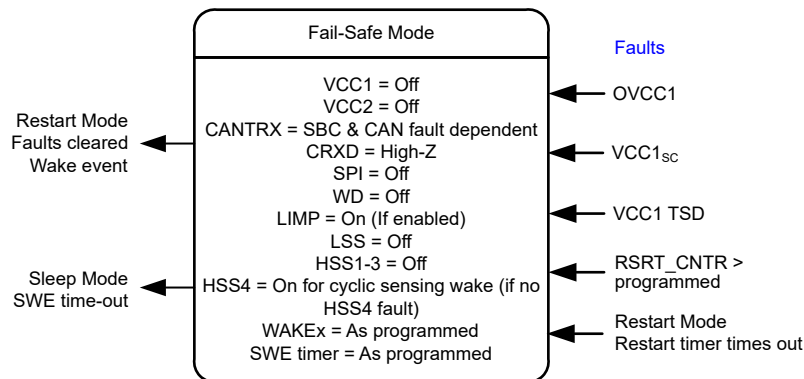 Fail-Safe Mode
VCC1 = Off
VCC2 = Off
CANTRX = SBC & CAN fault dependent
CRXD = High-Z
SPI = Off
WD = Off
LIMP = On (If enabled)
LSS = Off
HSS1-3 = Off
HSS4 = On for cyclic sensing wake (if no
HSS4 fault)
WAKEx = As programmed
SWE timer = As programmed
Restart Mode
Faults cleared
Wake event
Sleep Mode
SWE time-out
Faults
OVCC1
VCC1SC
VCC1 TSD
RSRT_CNTR >
programmed
Restart Mode
Restart timer times out